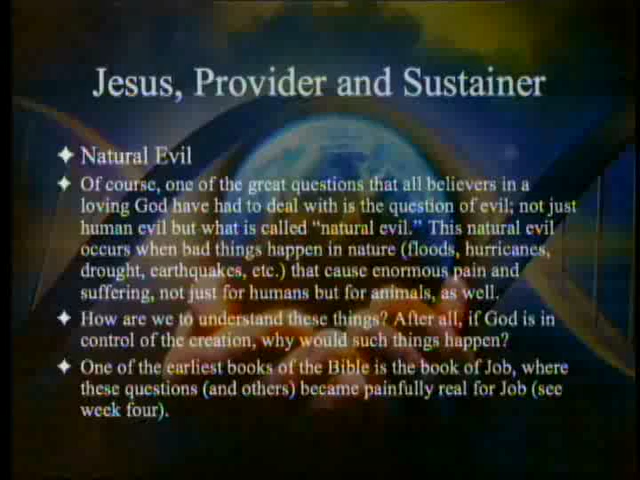 Jesus, Provider and Sustainer
Natural Evil
Of course, one of the great questions that all believers in a
loving God have had to deal with is the question of evil; not just
human evil but what is called “natural evil.” This natural evil
occurs when bad things happen in nature (floods, hurricanes,
drought, earthquakes, etc.) that cause enormous pain and
suffering, not just for humans but for animals, as well.
How are we to understand these things? After all, if God is in
control of the creation, why would such things happen?
One of the earliest books of the Bible is the book of Job, where
these questions (and others) became painfully real for Job (see
week four).